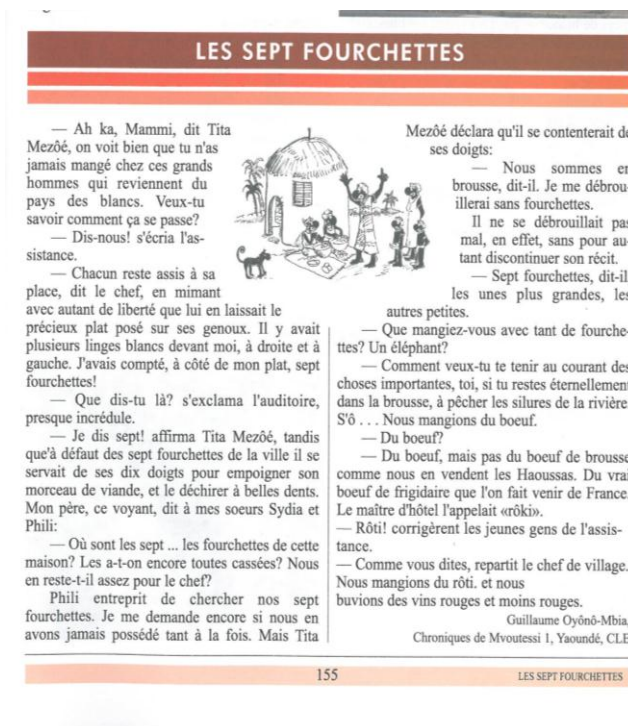 LES SEPT FOURCHETTES
— Ah ka, Mammi, dit Tita
Mezôé, on voit bien que tu n'as
jamais mangé chez ces grands
hommes qui reviennent du
pays des blancs. Veux-tu
savoir comment ça se passe?
— Dis-nous! s'écria l'as-
sistance.
— Chacun reste assis à sa
place, dit le chef, en mimant
avec autant de liberté que lui en laissait le
précieux plat posé sur ses genoux. Il y avait
plusieurs linges blancs devant moi, à droite et à
gauche. J'avais compté, à côté de mon plat, sept
fourchettes!
— Que dis-tu là? s'exclama l'auditoire,
presque incrédule.
— Je dis sept! affirma Tita Mezôé, tandis
que'à défaut des sept fourchettes de la ville il se
servait de ses dix doigts pour empoigner son
morceau de viande, et le déchirer à belles dents.
Mon père, ce voyant, dit à mes soeurs Sydia et
Phili:
— Où sont les sept ... les fourchettes de cette
maison? Les a-t-on encore toutes cassées? Nous
en reste-t-il assez pour le chef?
Phili entreprit de chercher nos sept
fourchettes. Je me demande encore si nous en
avons jamais possédé tant à la fois. Mais Tita
Mezôé déclara qu'il se contenterait de
ses doigts:
— Nous sommes en
brousse, dit-il. Je me débrou-
illerai sans fourchettes.
Il ne se débrouillait pas
mal, en effet, sans pour au-
tant discontinuer son récit.
— Sept fourchettes, dit-il
les unes plus grandes, les
autres petites.
— Que mangiez-vous avec tant de fourche-
ttes? Un éléphant?
— Comment veux-tu te tenir au courant des
choses importantes, toi, si tu restes éternellement
dans la brousse, à pêcher les silures de la rivière
S'ô . . . Nous mangions du boeuf.
— Du boeuf?
— Du boeuf, mais pas du boeuf de brousse
comme nous en vendent les Haoussas. Du vrai
boeuf de frigidaire que l'on fait venir de France.
Le maître d'hôtel l'appelait «rôki».
— Rôti! corrigèrent les jeunes gens de l'assis-
tance.
— Comme vous dites, repartit le chef de village.
Nous mangions du rôti. et nous
buvions des vins rouges et moins rouges.
Guillaume Oyônô-Mbia,
Chroniques de Mvoutessi 1, Yaoundé, CLE
155
LES SEPT FOURCHETTES